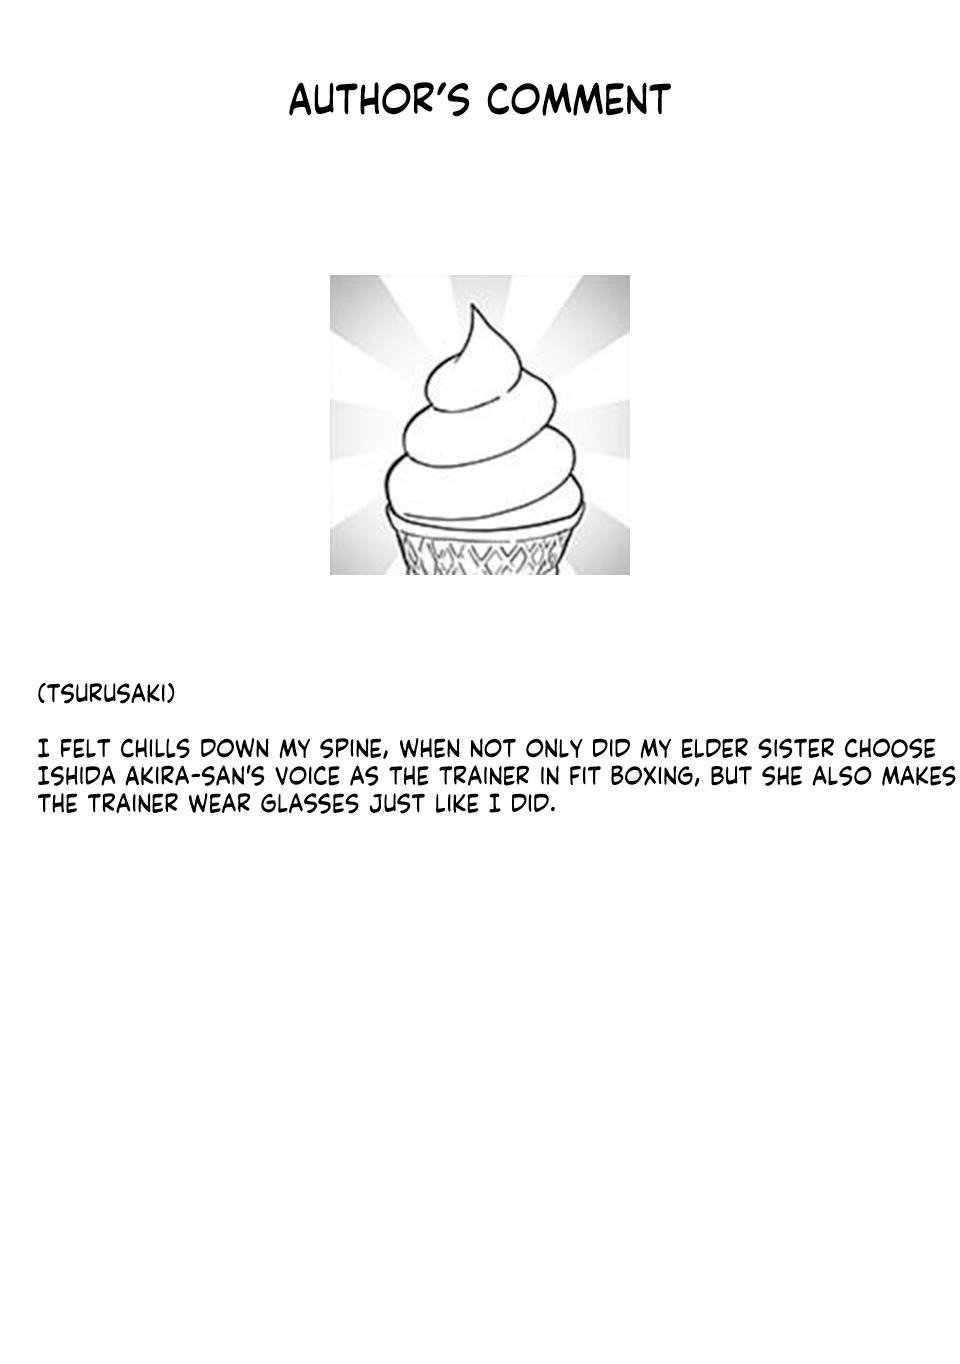 AUTHOR'S COMMENT
(TSURUSAKI)
I FELT CHILLS DOWN MY SPINE, WHEN NOT ONLY DID MY ELDER SISTER CHOOSE
ISHIDA AKIRA-SAN'S VOICE AS THE TRAINER IN FIT BOXING, BUT SHE ALSO MAKES
THE TRAINER WEAR GLASSES JUST LIKE I DID.